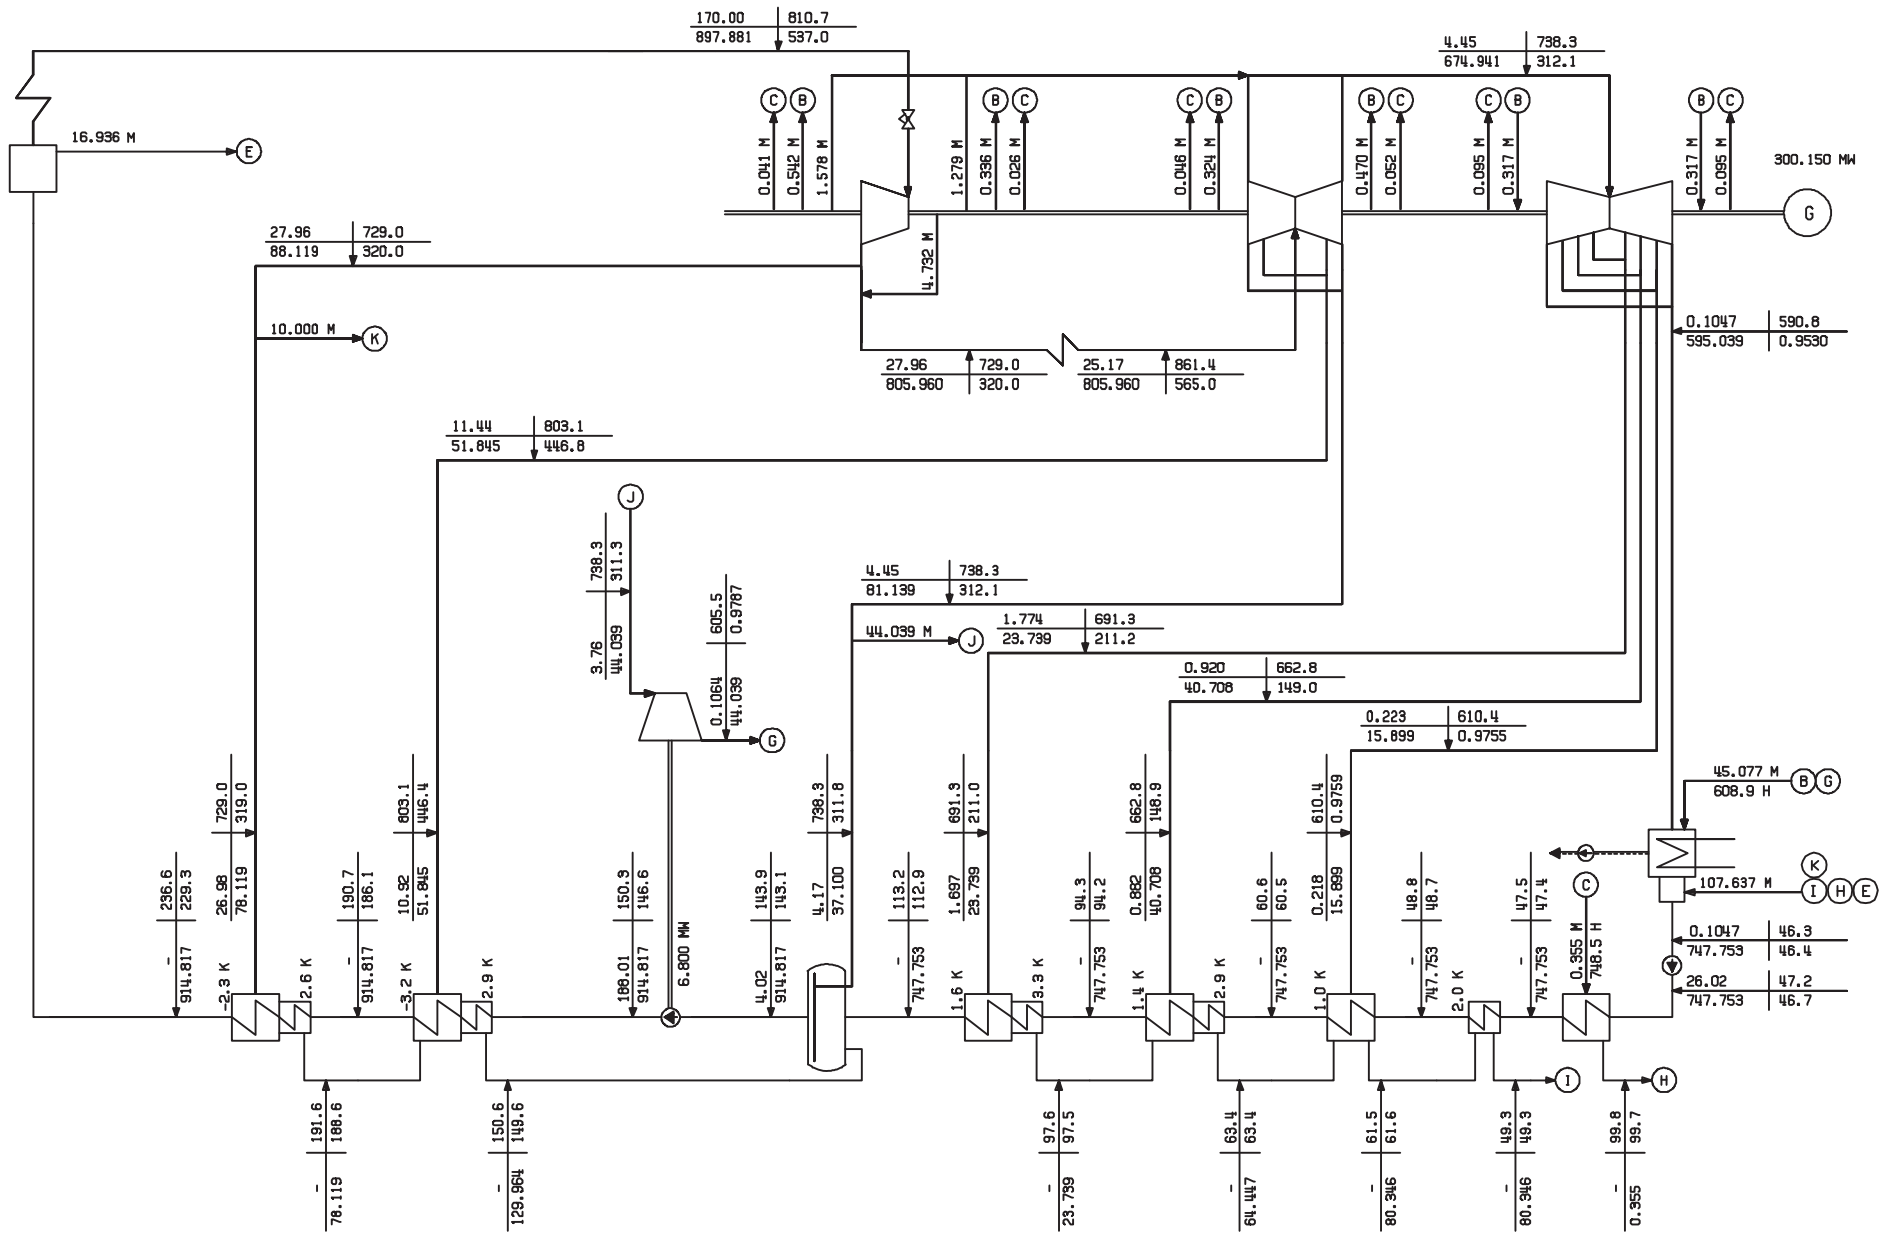 170.00 810.7
897.881 537.0
4.45 738.3
674.941 312.1
C B B C C B B C C B B C
16.936 M E
0.041 M
0.542 M
1.578 M
1.279 M
0.336 M
0.026 M
0.046 M
0.324 M
0.470 M
0.052 M
0.095 M
0.317 M
0.317 M
0.095 M
300.150 MW
G
27.96 729.0
88.119 320.0
4.732 M
10.000 M K
0.1047 590.8
595.039 0.9530
27.96 729.0
805.960 320.0
25.17 861.4
805.960 565.0
11.44 803.1
51.845 446.8
J
3.76 738.3
44.039 311.3
0.1064 605.5
44.039 0.9787
G
4.45 738.3
81.139 312.1
44.039 M J
1.774 691.3
23.739 211.2
0.920 662.8
40.708 149.0
0.223 610.4
15.899 0.9755
45.077 M B G
608.9 H
K
107.637 M I H E
C
0.355 M
748.5 H
0.1047 46.3
747.753 46.4
26.02 47.2
747.753 46.7
- 236.6
914.817 229.3
26.98 729.0
78.119 319.0
-2.3 K
2.6 K
- 190.7
914.817 186.1
10.92 803.1
51.845 446.4
-3.2 K
2.9 K
188.01 150.3
914.817 146.6
6.800 MW
4.02 143.9
914.817 143.1
4.17 738.3
37.100 311.8
- 113.2
747.753 112.9
1.697 691.3
23.739 211.0
1.6 K
3.3 K
- 94.3
747.753 94.2
0.882 662.8
40.708 148.9
1.4 K
2.9 K
- 60.6
747.753 60.5
0.218 610.4
15.899 0.9759
1.0 K
- 48.8
747.753 48.7
2.0 K
- 47.5
747.753 47.4
I
H
- 191.6
78.119 188.6
- 150.6
129.964 149.6
- 97.6
23.739 97.5
- 63.4
64.447 63.4
- 61.5
80.346 61.6
- 49.3
80.346 49.3
- 99.8
0.355 99.7